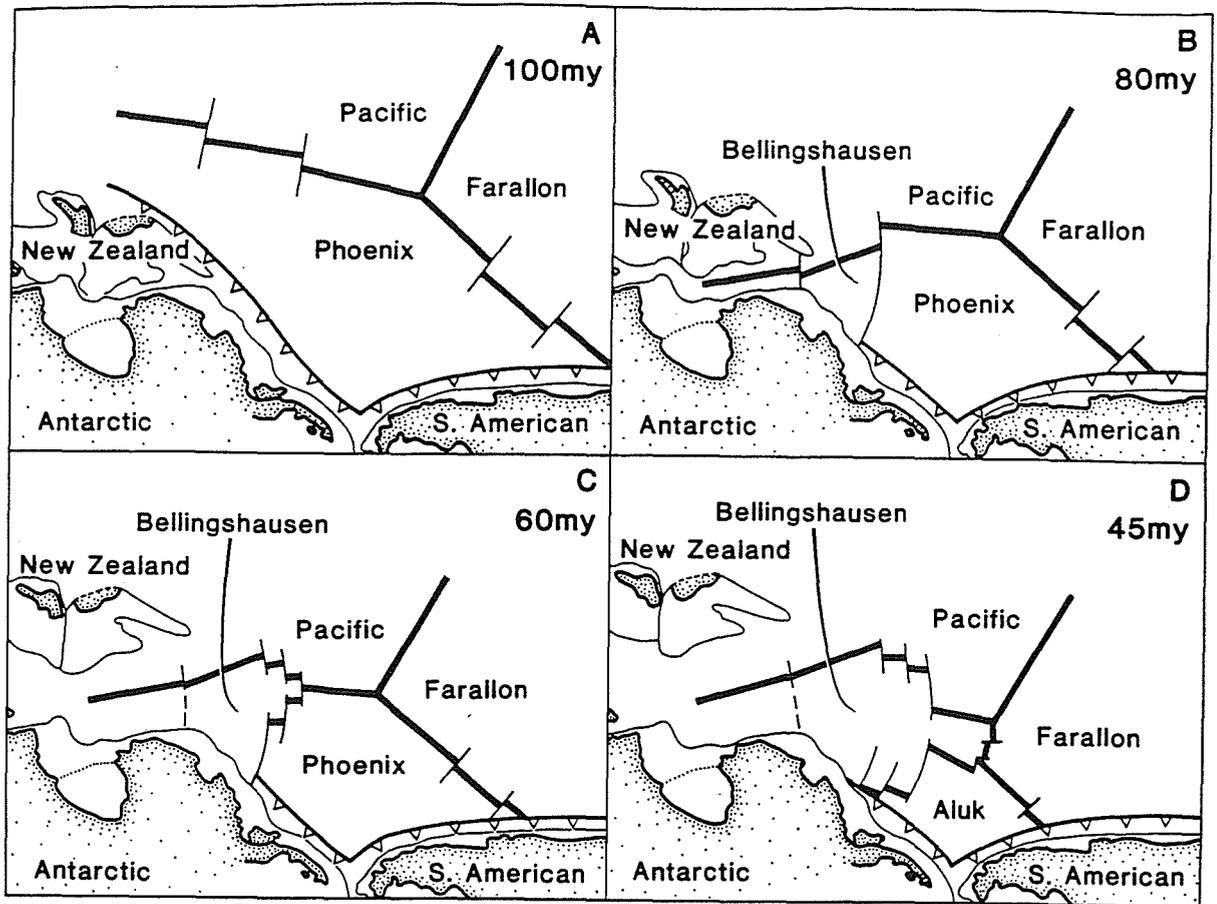 A
100my
Pacific
Farallon
New Zealand
Phoenix
Antarctic
S. American
B
80my
Bellingshausen
Pacific
New Zealand
Farallon
Phoenix
Antarctic
S. American
C
60my
Bellingshausen
New Zealand
Pacific
Farallon
Phoenix
Antarctic
S. American
D
45my
Bellingshausen
New Zealand
Pacific
Farallon
Aluk
Antarctic
S. American